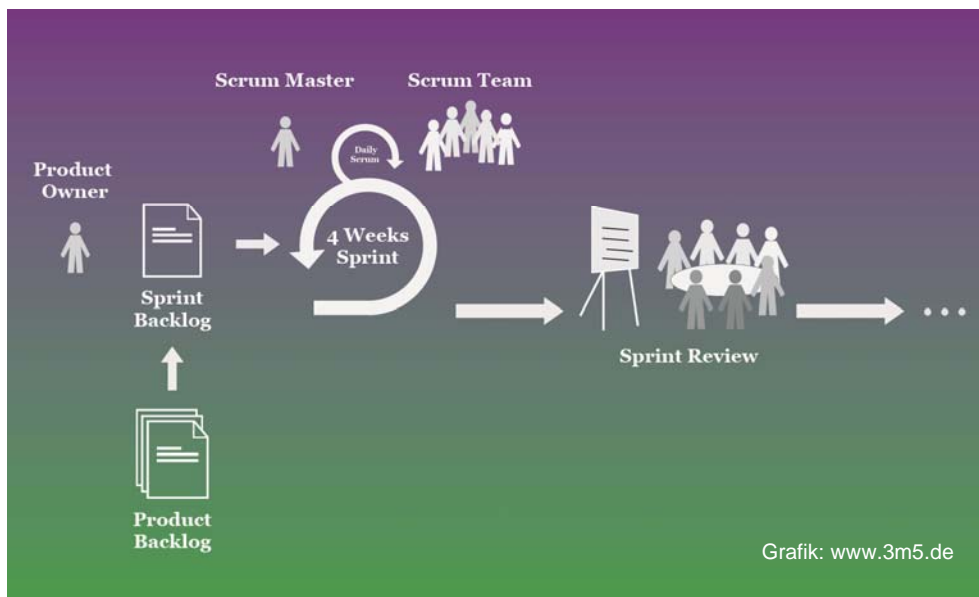 Scrum Master
Scrum Team
Daily
Scrum
Product
Owner
4 Weeks
Sprint
Sprint
Backlog
Sprint Review
Product
Backlog
Grafik: www.3m5.de